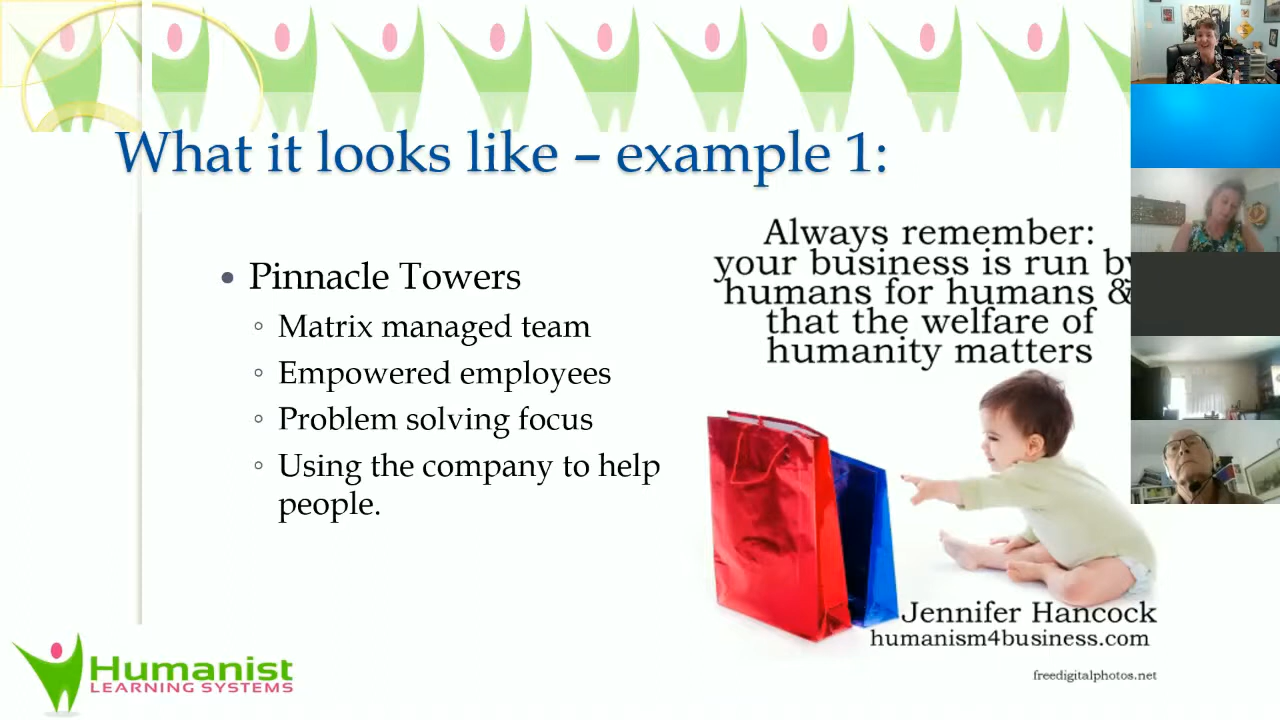 What it looks like – example 1:
• Pinnacle Towers
◦ Matrix managed team
◦ Empowered employees
◦ Problem solving focus
◦ Using the company to help
people.
Always remember:
your business is run by
humans for humans &
that the welfare of
humanity matters
Jennifer Hancock
humanism4business.com
freedigitalphotos.net
Humanist
LEARNING SYSTEMS